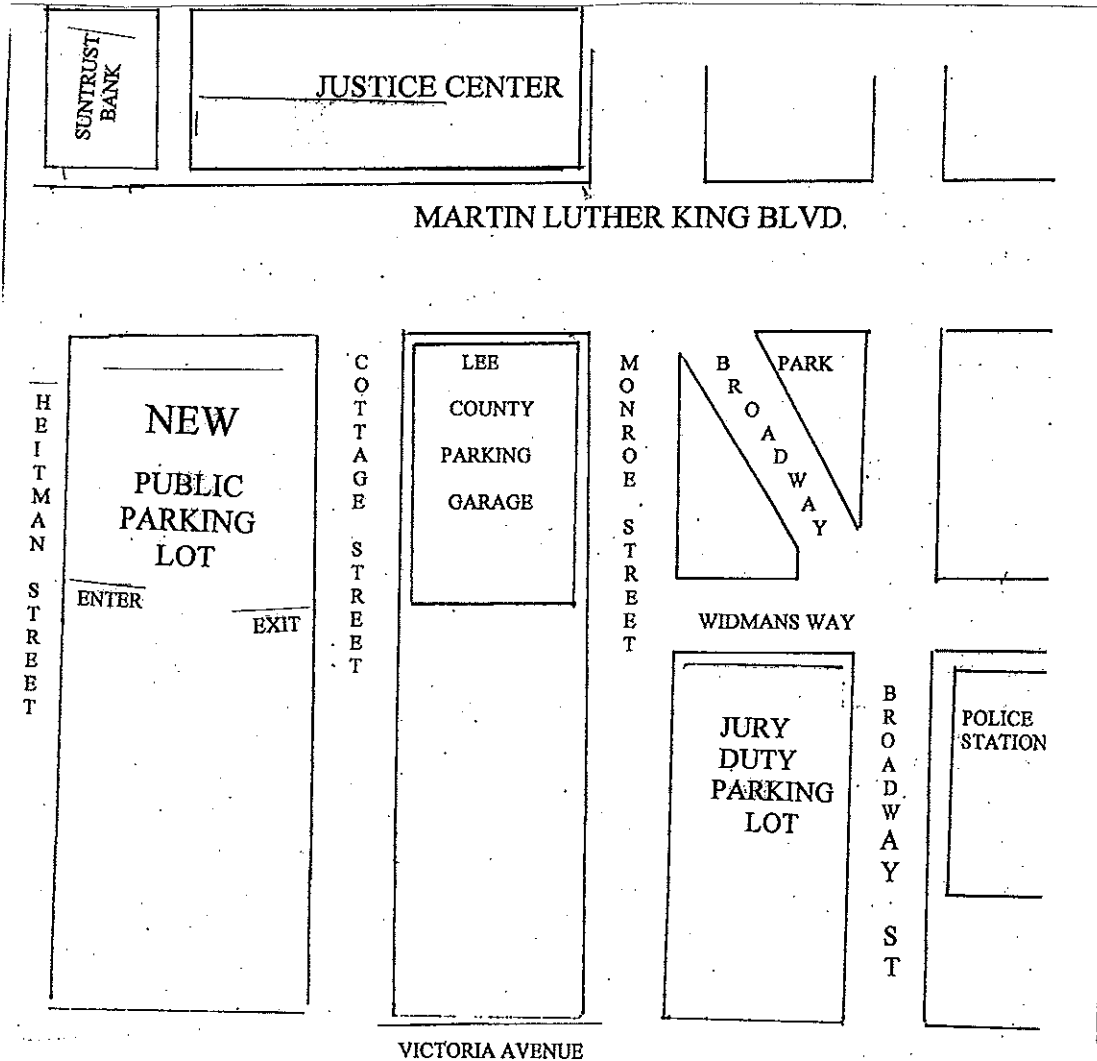 SUNTRUST
BANK
JUSTICE CENTER
MARTIN LUTHER KING BLVD.
HEITMAN STREET
NEW
PUBLIC
PARKING
LOT
ENTER
EXIT
COTTAGE STREET
LEE
COUNTY
PARKING
GARAGE
MONROE STREET
BROADWAY
PARK
WIDMANS WAY
JURY
DUTY
PARKING
LOT
BROADWAY ST
POLICE
STATION
VICTORIA AVENUE